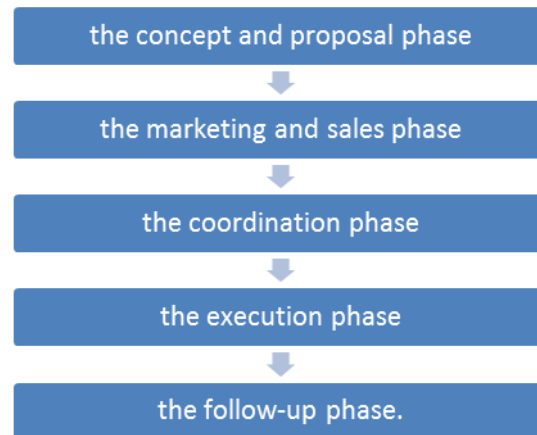 the concept and proposal phase
the marketing and sales phase
the coordination phase
the execution phase
the follow-up phase.